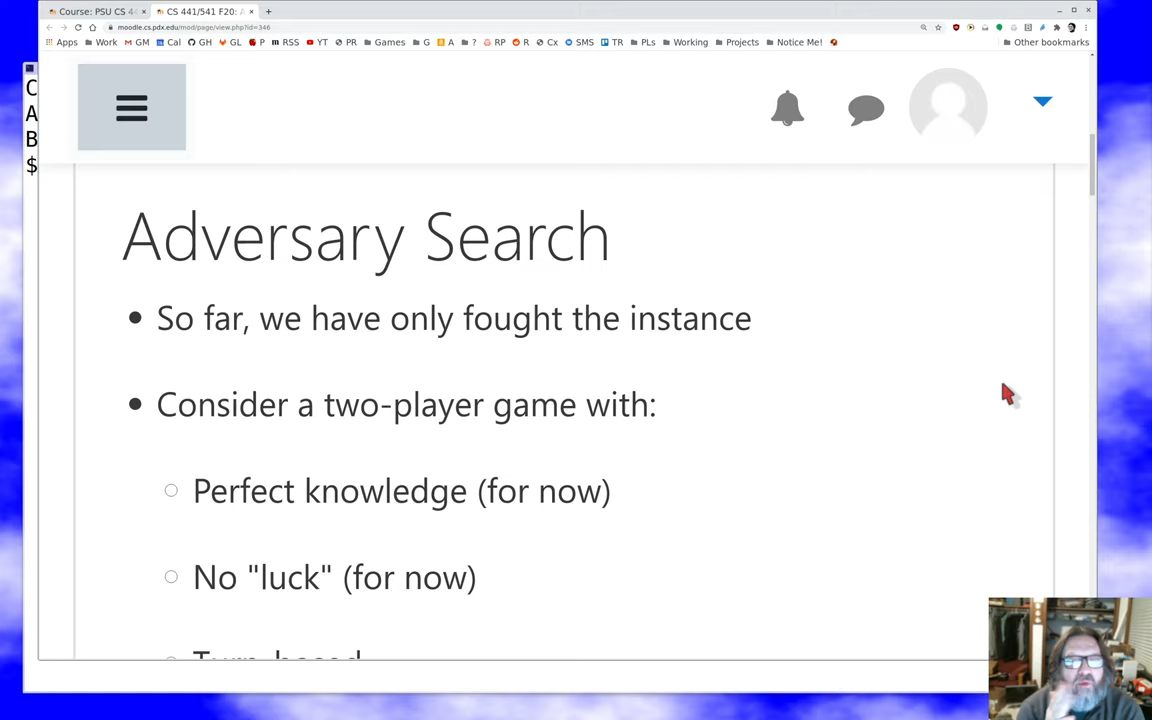 Course: PSU CS 44
CS 441/541 F20: A
moodle.cs.pdx.edu/mod/page/view.php?id=346
Apps Work GM Cal GH GL P RSS YT PR Games G A ? RP R Cx SMS TR PLs Working Projects Notice Me! Other bookmarks
C
A
B
$
Adversary Search
So far, we have only fought the instance
Consider a two-player game with:
Perfect knowledge (for now)
No "luck" (for now)
Turn-based